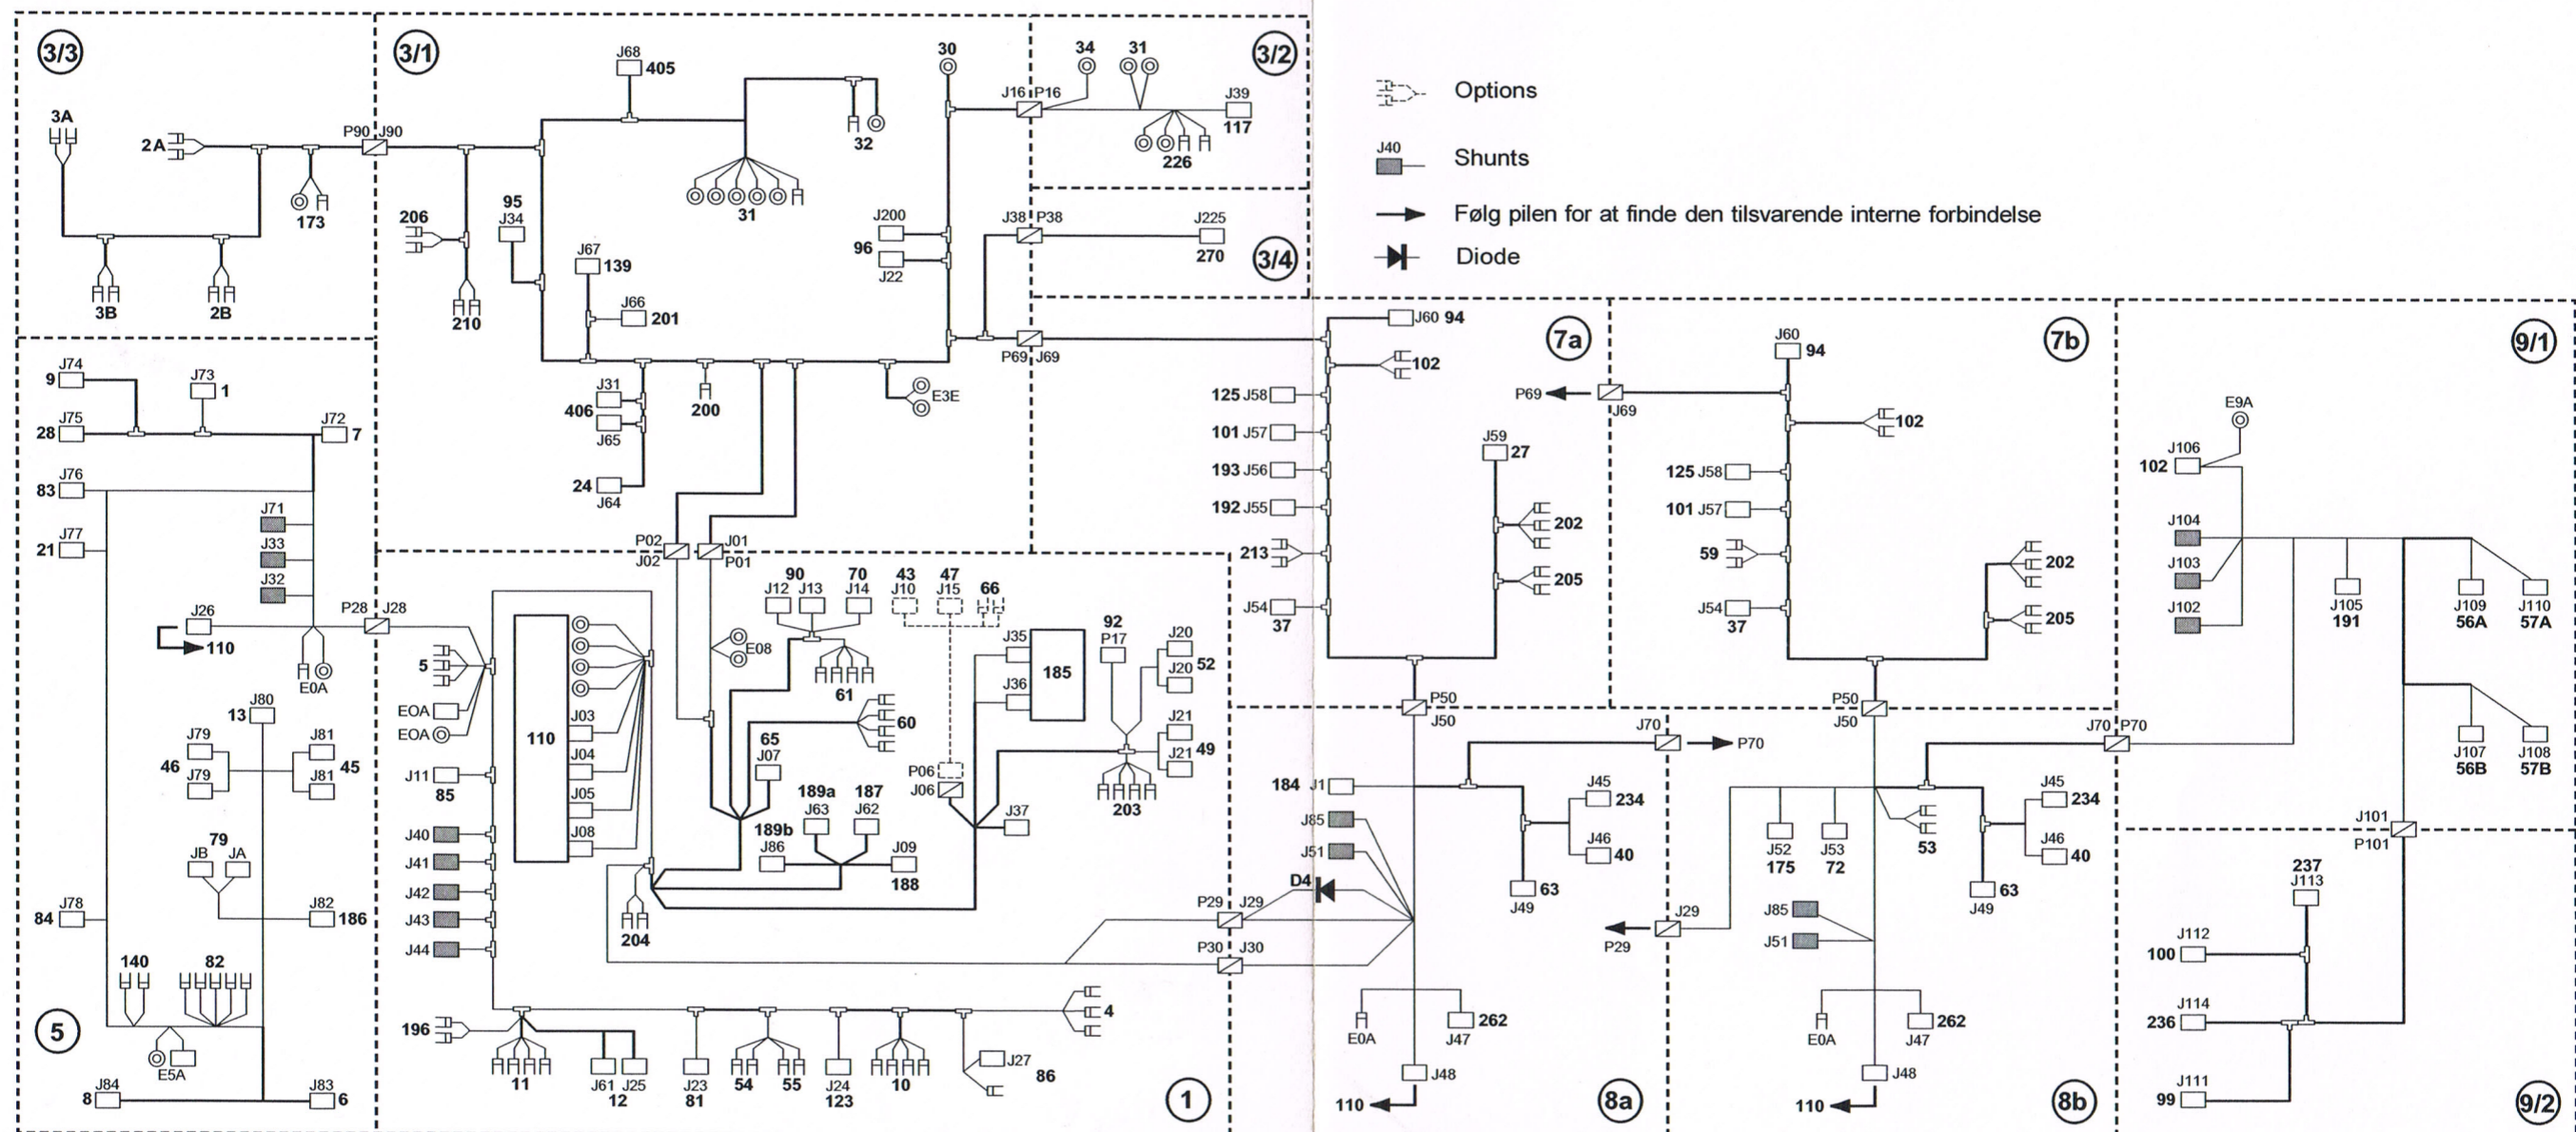 3/3
3A
2A
P90
J90
173
3B
2B
3/1
J68
405
30
32
31
206
95
J34
210
J67
139
J66
201
J200
96
J22
J31
406
J65
24
J64
200
E3E
P02
J02
J01
P01
J16
P16
34
31
J39
117
226
3/2
J38
P38
J225
270
3/4
P69
J69
Options
J40
Shunts
Følg pilen for at finde den tilsvarende interne forbindelse
Diode
J74
9
J73
1
J75
28
J72
7
J76
83
J71
J33
J77
21
J32
J26
110
P28
J28
E0A
J80
13
J79
46
J79
J81
45
J81
79
JB
JA
J78
84
J82
186
140
82
E5A
J84
8
J83
6
5
5
EOA
EOA
J11
85
J40
J41
J42
J43
J44
110
J03
J04
J05
J08
204
E08
90
J12
J13
70
J14
61
43
J10
47
J15
66
60
65
J07
189a
J63
187
J62
189b
J86
J09
188
P06
J06
J35
J36
185
J37
92
P17
J20
J20
52
J21
J21
49
203
P29
J29
P30
J30
196
11
J61
J25
12
J23
81
54
55
J24
123
10
J27
86
4
1
J60 94
7a
102
125 J58
101 J57
193 J56
192 J55
213
J54
37
J59
27
202
205
P50
J50
J60
94
7b
P69
J69
102
125 J58
101 J57
59
J54
37
202
205
P50
J50
184 J1
J85
J51
D4
J70
P70
J45
234
J46
40
63
J49
E0A
J47
262
J48
110
8a
J70
P70
J52
175
J53
72
53
J45
234
J46
40
63
J49
J85
J51
J29
P29
E0A
J47
262
J48
110
8b
9/1
E9A
J106
102
J104
J103
J102
J105
191
J109
56A
J110
57A
J107
56B
J108
57B
J101
P101
237
J113
J112
100
J114
236
J111
99
9/2